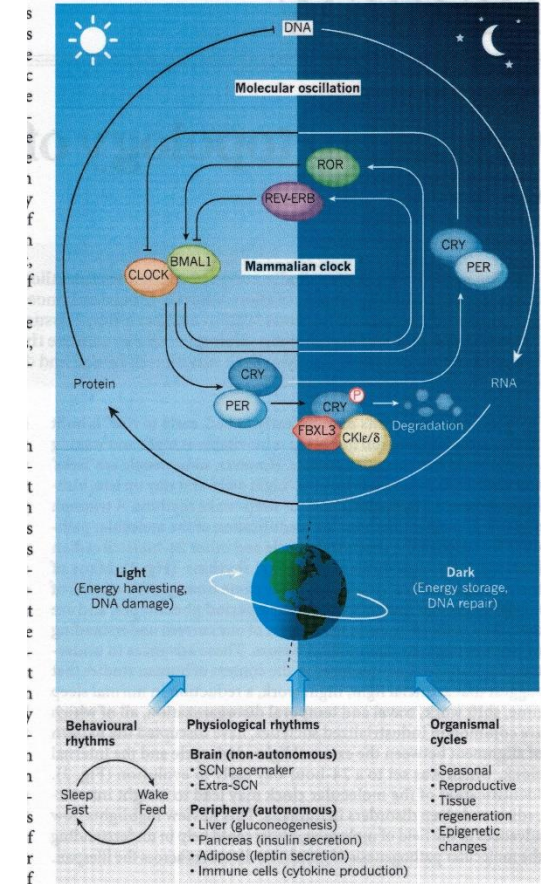 DNA
Molecular oscillation
ROR
REV-ERB
CRY
PER
BMAL1
CLOCK
Mammalian clock
CRY
PER
Protein
RNA
CRY
P
FBXL3
CKIε/δ
Degradation
Light
(Energy harvesting,
DNA damage)
Dark
(Energy storage,
DNA repair)
Behavioural
rhythms
Sleep
Fast
Wake
Feed
Physiological rhythms
Brain (non-autonomous)
• SCN pacemaker
• Extra-SCN
Periphery (autonomous)
• Liver (gluconeogenesis)
• Pancreas (insulin secretion)
• Adipose (leptin secretion)
• Immune cells (cytokine production)
Organismal
cycles
• Seasonal
• Reproductive
• Tissue
regeneration
• Epigenetic
changes